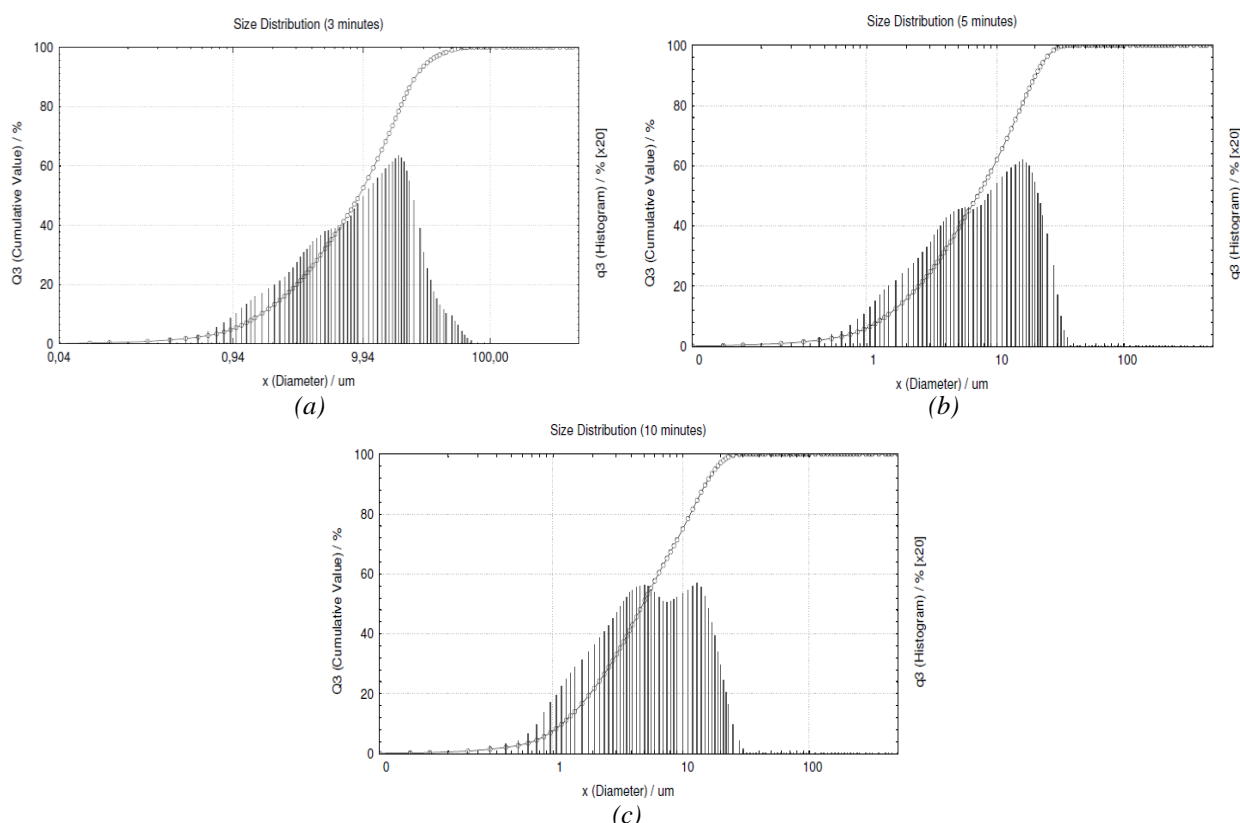 Size Distribution (3 minutes)
Q3 (Cumulative Value) / %
100
80
60
40
20
0
q3 (Histogram) / % [x20]
0,04 0,94 9,94 100,00
x (Diameter) / um
(a)
Size Distribution (5 minutes)
Q3 (Cumulative Value) / %
100
80
60
40
20
0
q3 (Histogram) / % [x20]
0 1 10 100
x (Diameter) / um
(b)
Size Distribution (10 minutes)
Q3 (Cumulative Value) / %
100
80
60
40
20
0
q3 (Histogram) / % [x20]
0 1 10 100
x (Diameter) / um
(c)